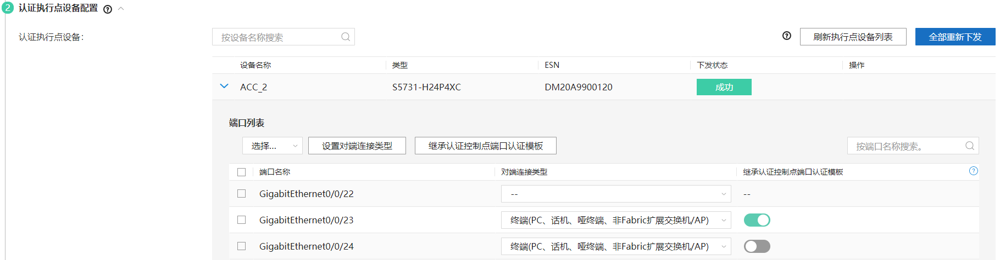 2 认证执行点设备配置 ?
认证执行点设备: 按设备名称搜索 ? 刷新执行点设备列表 全部重新下发
设备名称 类型 ESN 下发状态 操作
ACC_2 S5731-H24P4XC DM20A9900120 成功
端口列表
选择... 设置对端连接类型 继承认证控制点端口认证模板 按端口名称搜索。
端口名称 对端连接类型 继承认证控制点端口认证模板 ?
GigabitEthernet0/0/22 -- --
GigabitEthernet0/0/23 终端(PC、话机、哑终端、非Fabric扩展交换机/AP)
GigabitEthernet0/0/24 终端(PC、话机、哑终端、非Fabric扩展交换机/AP)